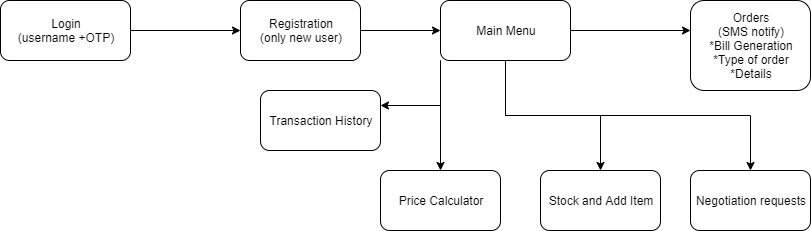 Login
(username +OTP)
Registration
(only new user)
Main Menu
Orders
(SMS notify)
*Bill Generation
*Type of order
*Details
Transaction History
Price Calculator
Stock and Add Item
Negotiation requests